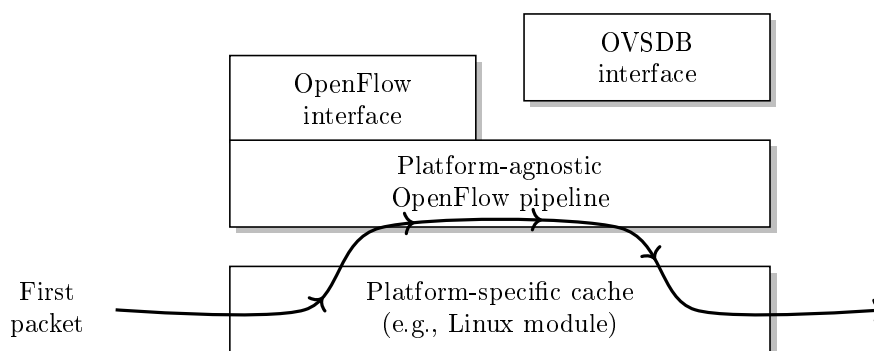 OVSDB
interface
OpenFlow
interface
Platform-agnostic
OpenFlow pipeline
First
packet
Platform-specific cache
(e.g., Linux module)